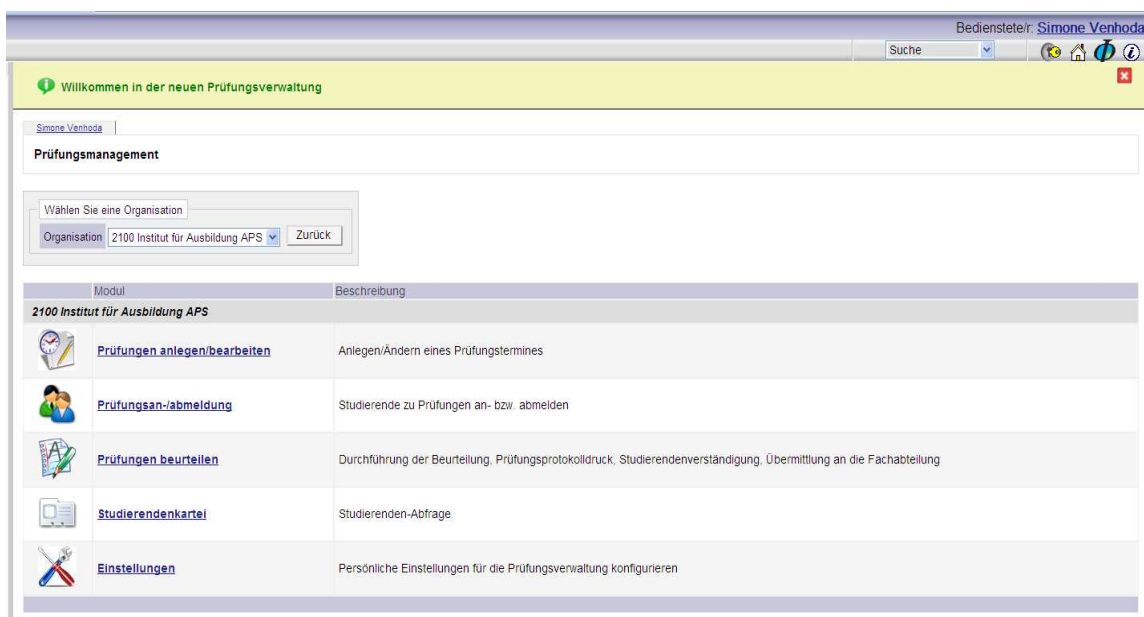 Bedienstete/r: Simone Venhoda
Suche
Willkommen in der neuen Prüfungsverwaltung
Simone Venhoda
Prüfungsmanagement
Wählen Sie eine Organisation
Organisation 2100 Institut für Ausbildung APS Zurück
Modul Beschreibung
2100 Institut für Ausbildung APS
Prüfungen anlegen/bearbeiten Anlegen/Ändern eines Prüfungstermines
Prüfungsan-/abmeldung Studierende zu Prüfungen an- bzw. abmelden
Prüfungen beurteilen Durchführung der Beurteilung, Prüfungsprotokolldruck, Studierendenverständigung, Übermittlung an die Fachabteilung
Studierendenkartei Studierenden-Abfrage
Einstellungen Persönliche Einstellungen für die Prüfungsverwaltung konfigurieren